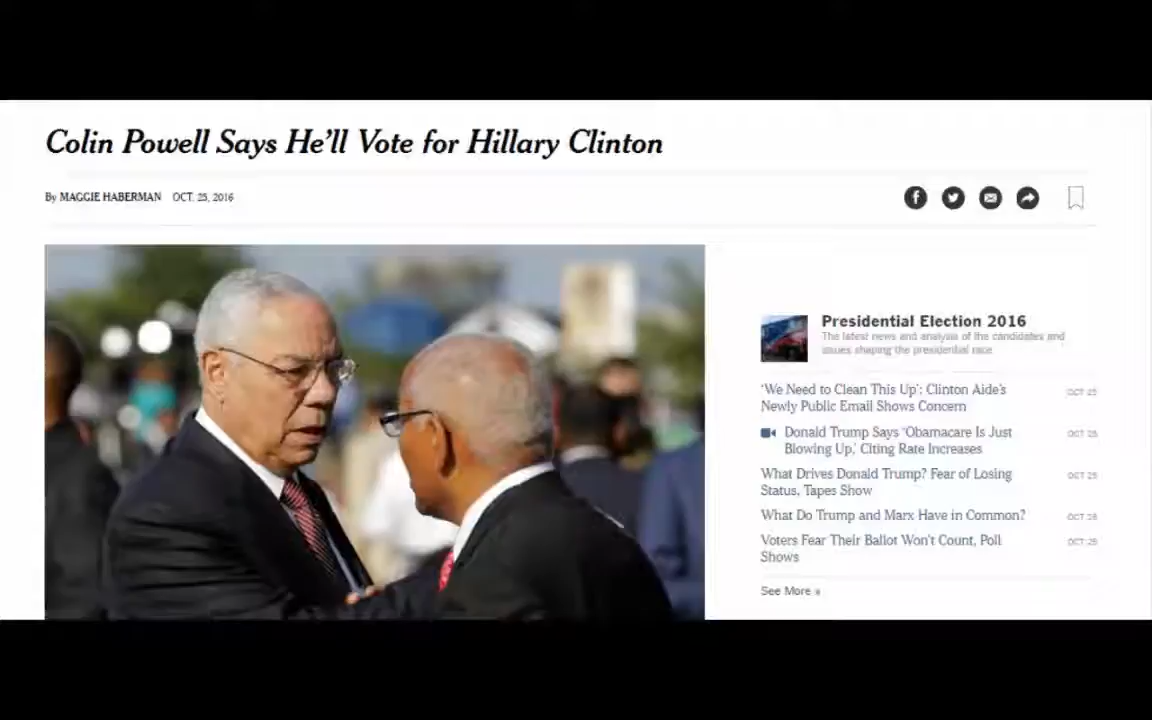 Colin Powell Says He'll Vote for Hillary Clinton
By MAGGIE HABERMAN OCT. 25, 2016
Presidential Election 2016
The latest news and analysis of the candidates and
issues shaping the presidential race
'We Need to Clean This Up': Clinton Aide's
Newly Public Email Shows Concern
OCT 25
Donald Trump Says 'Obamacare Is Just
Blowing Up,' Citing Rate Increases
OCT 25
What Drives Donald Trump? Fear of Losing
Status, Tapes Show
OCT 25
What Do Trump and Marx Have in Common?
OCT 25
Voters Fear Their Ballot Won't Count, Poll
Shows
OCT 25
See More »